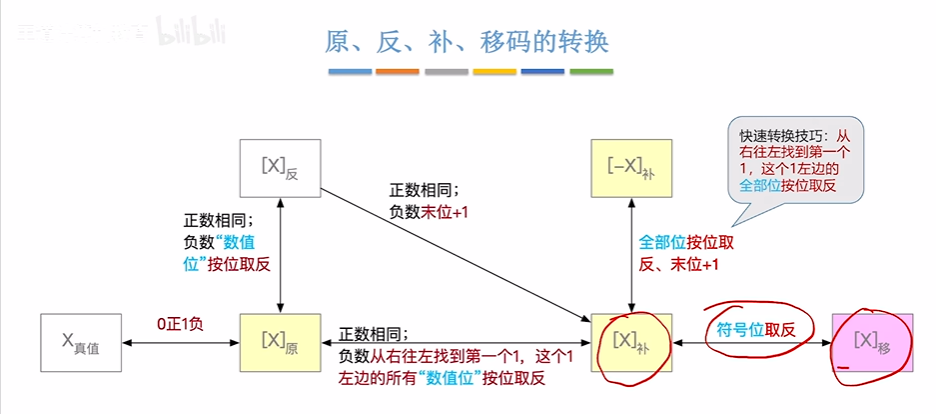 bilibili
原、反、补、移码的转换
快速转换技巧：从
右往左找到第一个
1，这个1左边的
全部位按位取反
[X]反
[-X]补
正数相同；
负数末位+1
正数相同；
负数“数值
位”按位取反
全部位按位取
反、末位+1
X真值
0正1负
[X]原
正数相同；
负数从右往左找到第一个1，这个1
左边的所有“数值位”按位取反
[X]补
符号位取反
[X]移